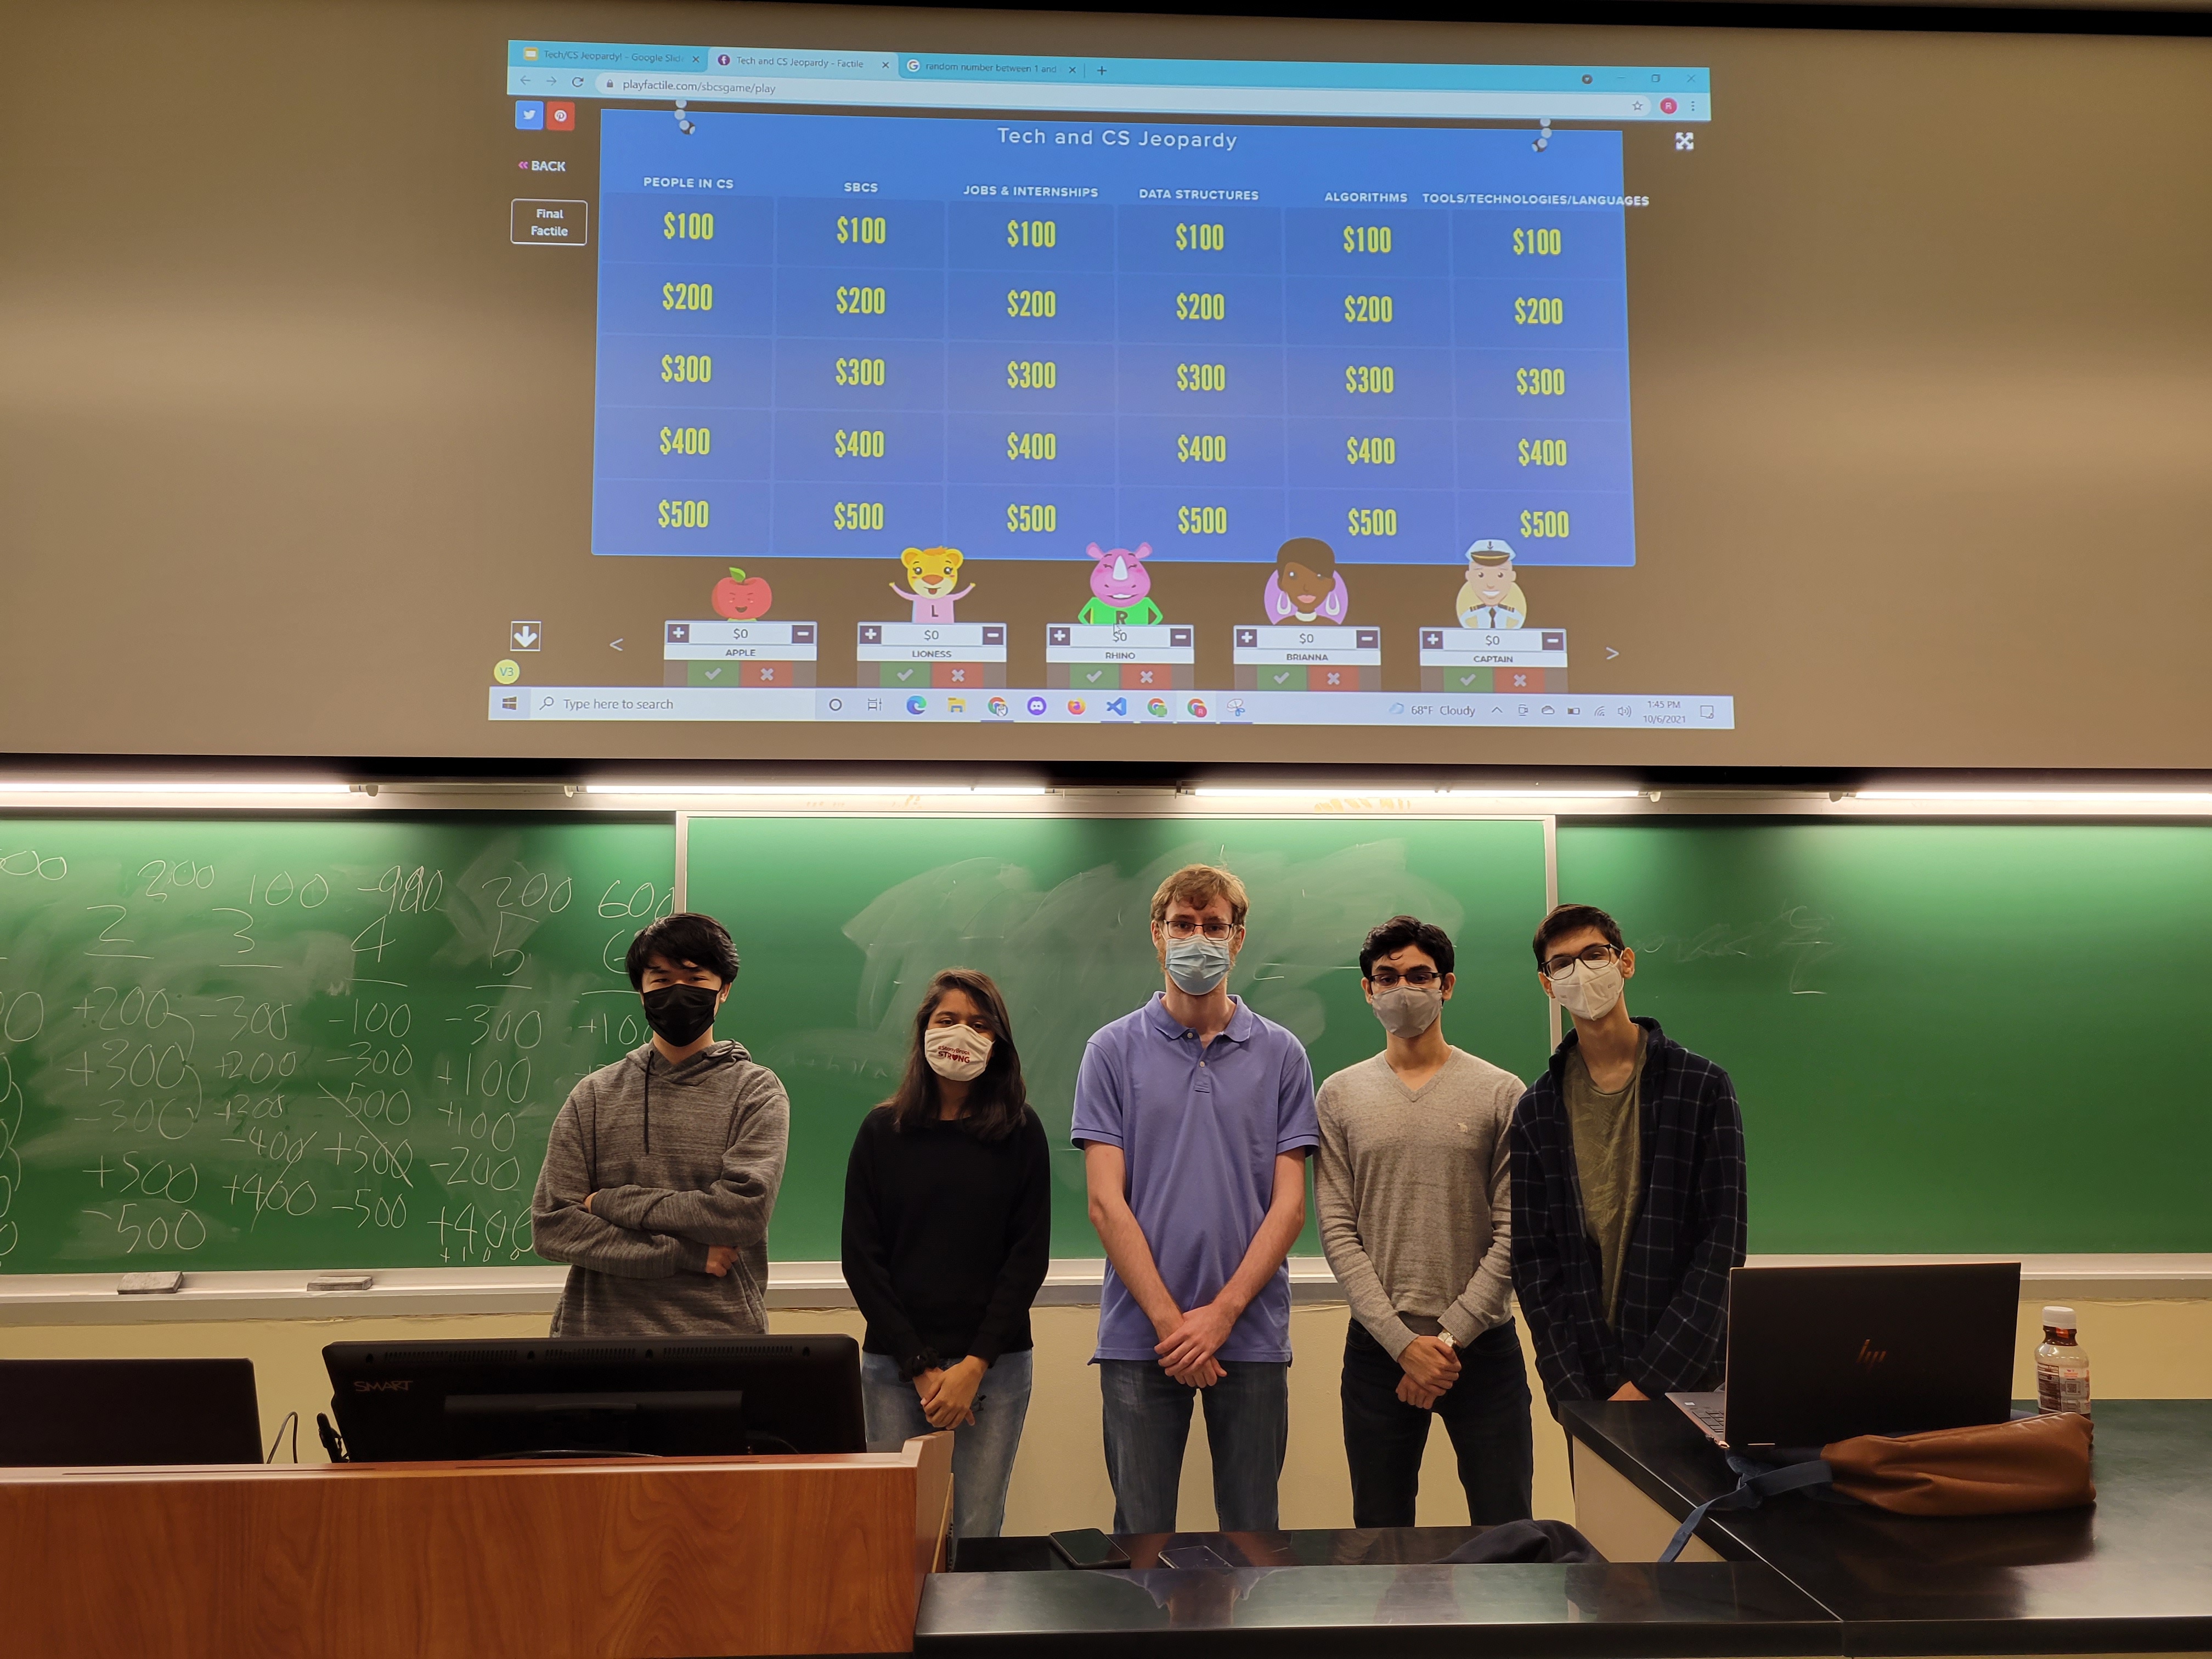 Tech/CS Jeopardy! - Google Slid
Tech and CS Jeopardy - Factile
random number between 1 and
playfactile.com/sbcsgame/play
Tech and CS Jeopardy
« BACK
Final
Factile
PEOPLE IN CS SBCS JOBS & INTERNSHIPS DATA STRUCTURES ALGORITHMS TOOLS/TECHNOLOGIES/LANGUAGES
$100 $100 $100 $100 $100 $100
$200 $200 $200 $200 $200 $200
$300 $300 $300 $300 $300 $300
$400 $400 $400 $400 $400 $400
$500 $500 $500 $500 $500 $500
L
R
+ $0 − + $0 − + $0 − + $0 − + $0 −
APPLE LIONESS RHINO BRIANNA CAPTAIN
V3
Type here to search
68°F Cloudy
1:45 PM
10/6/2021
200 100 200 600
2 3 4 5
+200 -300 -100 -300
+300 +200 -300 +100
-300 -500 +100
-400 +500 -200
+500 +400 -500 +400
-500
STRONG
SMART
hp